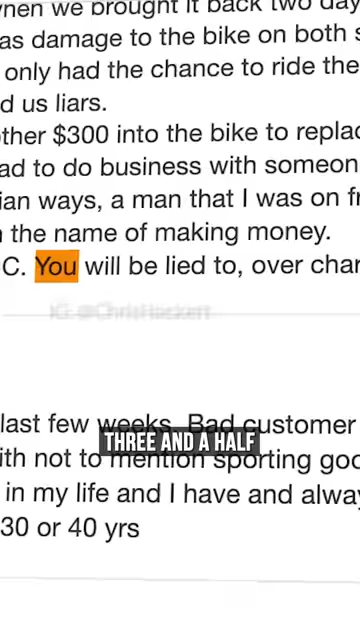 when we brought it back two day
as damage to the bike on both s
only had the chance to ride the
d us liars.
ther $300 into the bike to replac
ad to do business with someon
ian ways, a man that I was on fr
the name of making money.
C. You will be lied to, over char
IG: @ChrisHackert
last few weeks. Bad customer
THREE AND A HALF
ith not to mention sporting goo
in my life and I have and alway
30 or 40 yrs